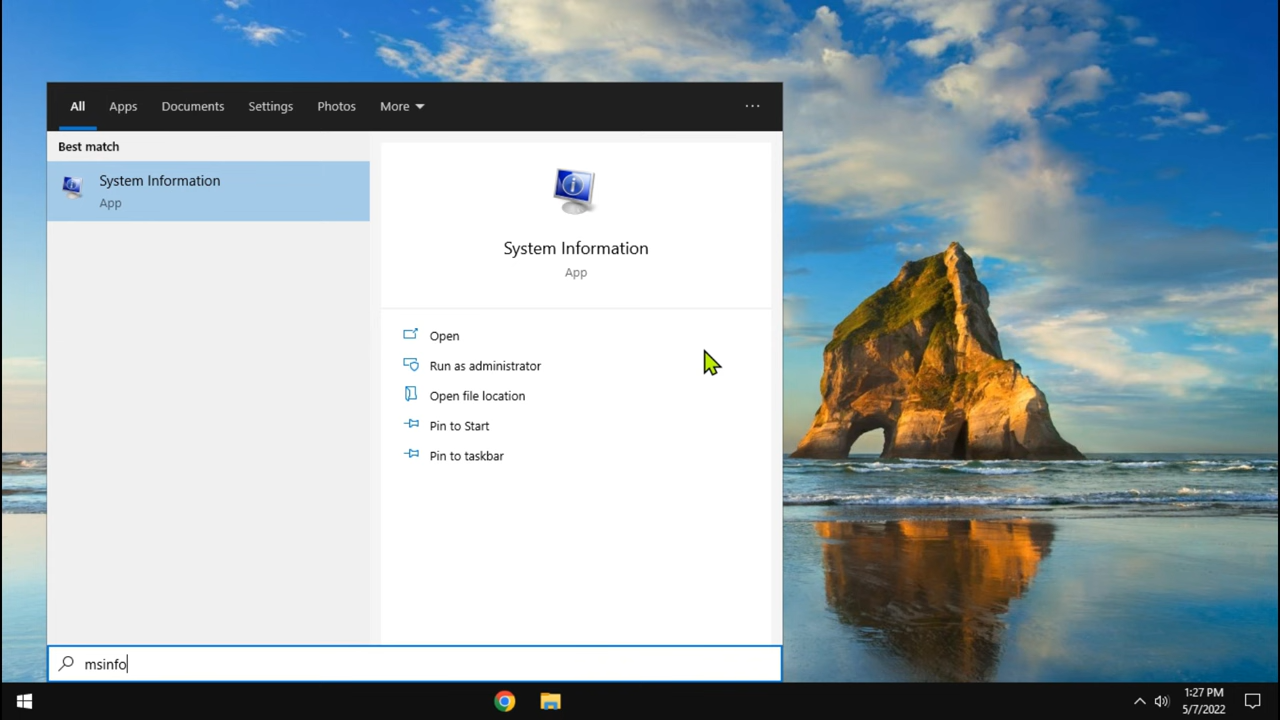 All Apps Documents Settings Photos More ...
Best match
System Information
App
System Information
App
Open
Run as administrator
Open file location
Pin to Start
Pin to taskbar
msinfo
1:27 PM
5/7/2022